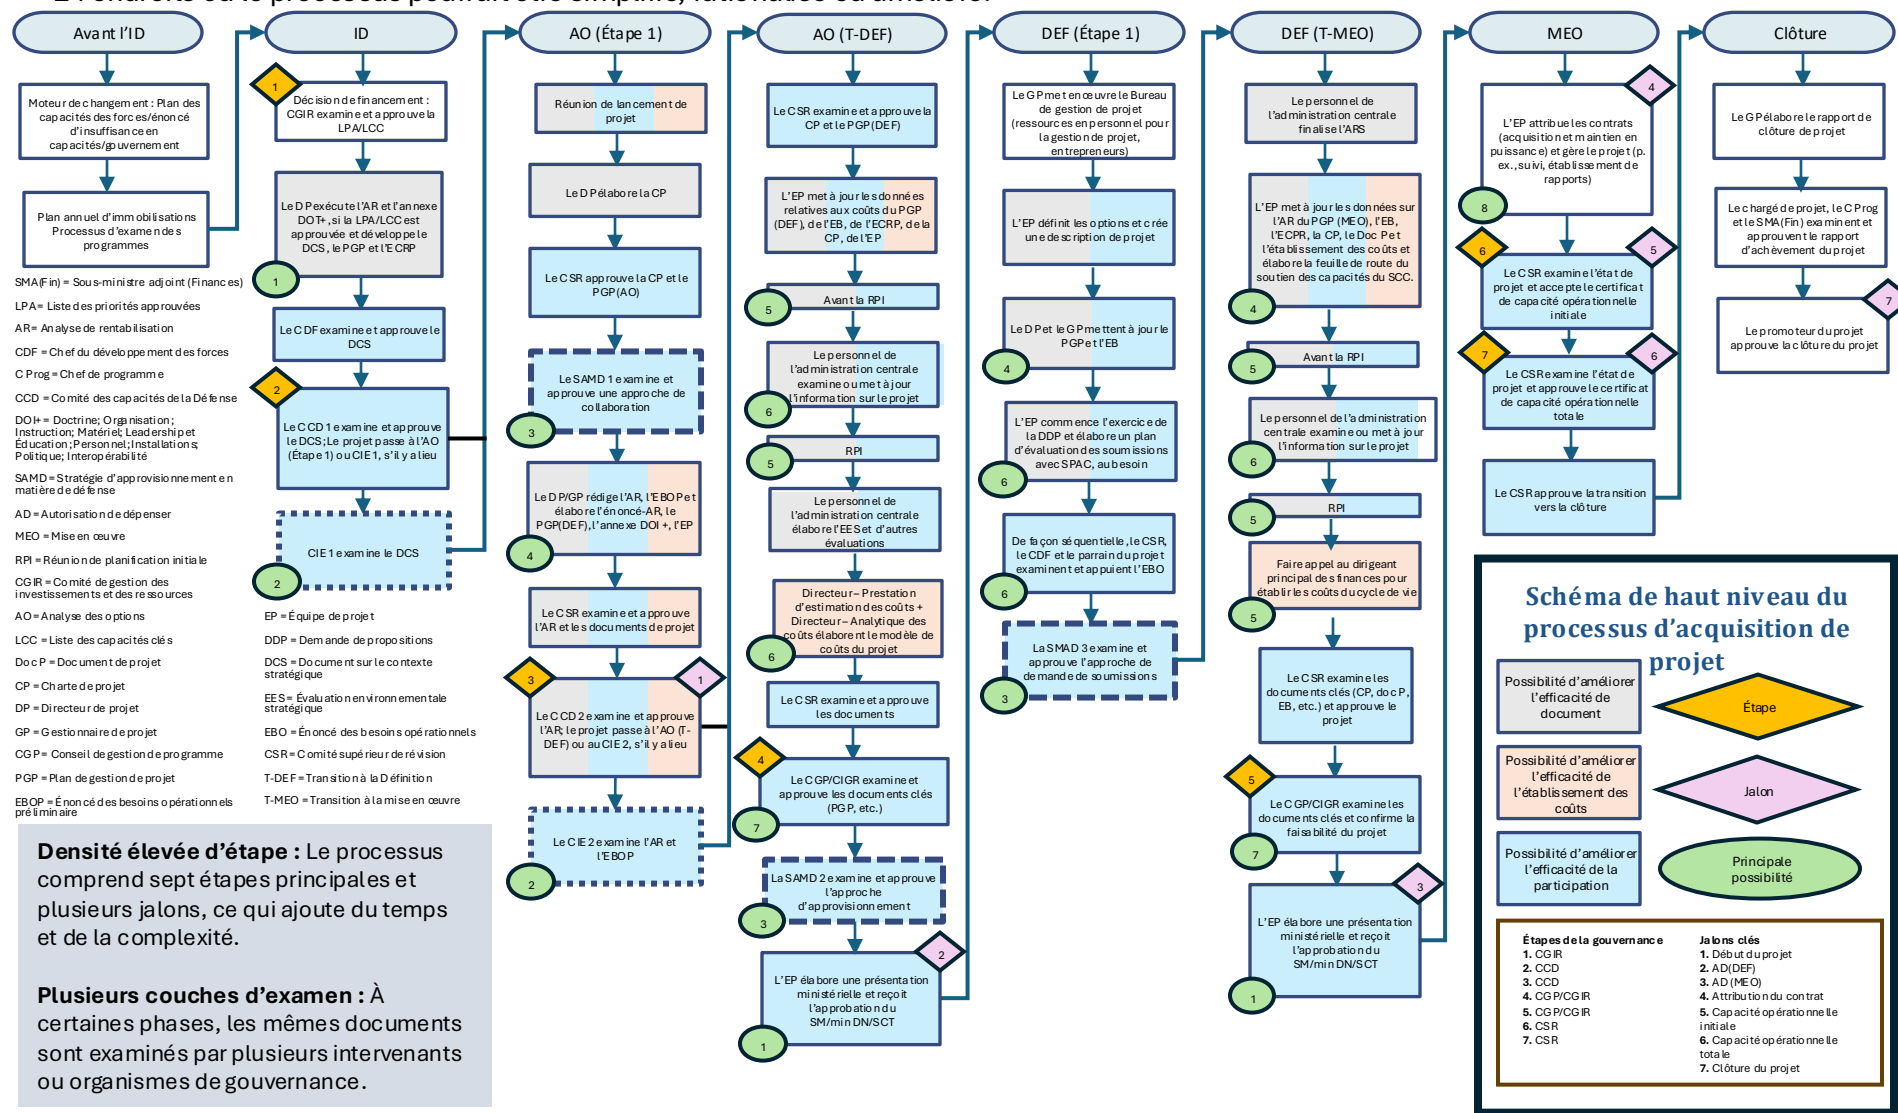 Avant l'ID
ID
AO (Étape 1)
AO (T-DEF)
DEF (Étape 1)
DEF (T-MEO)
MEO
Clôture
Moteur de changement : Plan des
capacités des forces/énoncé
d'insuffisance en
capacités/gouvernement
Plan annuel d'immobilisations
Processus d'examen des
programmes
1
Décision de financement :
CGIR examine et approuve la
LPA/LCC
Le DP exécute l'AR et l'annexe
DOT+, si la LPA/LCC est
approuvée et développe le
DCS, le PGP et l'ECRP
1
Le CDF examine et approuve le
DCS
2
Le CCD 1 examine et approuve
le DCS; Le projet passe à l'AO
(Étape 1) ou CIE 1, s'il y a lieu
CIE 1 examine le DCS
2
Réunion de lancement de
projet
Le DP élabore la CP
Le CSR approuve la CP et le
PGP(AO)
Le SAMD 1 examine et
approuve une approche de
collaboration
3
Le DP/GP rédige l'AR, l'EBOP et
élabore l'énoncé-AR, le
PGP(DEF), l'annexe DOI +, l'EP
4
Le CSR examine et approuve
l'AR et les documents de projet
3
1
Le CCD 2 examine et approuve
l'AR; le projet passe à l'AO (T-
DEF) ou au CIE 2, s'il y a lieu
Le CIE 2 examine l'AR et
l'EBOP
2
Le CSR examine et approuve la
CP et le PGP (DEF)
L'EP met à jour les données
relatives aux coûts du PGP
(DEF), de l'EB, de l'ECRP, de la
CP, de l'EP
Avant la RPI
5
Le personnel de
l'administration centrale
examine ou met à jour
l'information sur le projet
6
RPI
5
Le personnel de
l'administration centrale
élabore l'EES et d'autres
évaluations
Directeur – Prestation
d'estimation des coûts +
Directeur – Analytique des
coûts élaborent le modèle de
coûts du projet
6
Le CSR examine et approuve
les documents
4
Le CGP/CIGR examine et
approuve les documents clés
(PGP, etc.)
7
La SAMD 2 examine et approuve
l'approche
d'approvisionnement
3
2
L'EP élabore une présentation
ministérielle et reçoit
l'approbation du
SM/min DN/SCT
1
Le GP met en œuvre le Bureau
de gestion de projet
(ressources en personnel pour
la gestion de projet,
entrepreneurs)
L'EP définit les options et crée
une description de projet
Le DP et le GP mettent à jour le
PGP et l'EB
4
L'EP commence l'exercice de
la DDP et élabore un plan
d'évaluation des soumissions
avec SPAC, au besoin
6
De façon séquentielle, le CSR,
le CDF et le parrain du projet
examinent et appuient l'EBO
6
La SMAD 3 examine et
approuve l'approche de
demande de soumissions
3
Le personnel de
l'administration centrale
finalise l'ARS
L'EP met à jour les données sur
l'AR du PGP (MEO), l'EB,
l'ECPR, la CP, le Doc P et
l'établissement des coûts et
élabore la feuille de route du
soutien des capacités du SCC.
4
Avant la RPI
5
Le personnel de l'administration
centrale examine ou met à jour
l'information sur le projet
6
RPI
5
Faire appel au dirigeant
principal des finances pour
établir les coûts du cycle de vie
5
Le CSR examine les
documents clés (CP, doc P,
EB, etc.) et approuve le
projet
5
Le CGP/CIGR examine les
documents clés et confirme la
faisabilité du projet
7
3
L'EP élabore une présentation
ministérielle et reçoit
l'approbation du
SM/min DN/SCT
1
4
L'EP attribue les contrats
(acquisition et maintien en
puissance) et gère le projet (p.
ex., suivi, établissement de
rapports)
8
6
5
Le CSR examine l'état de
projet et accepte le certificat
de capacité opérationnelle
initiale
7
6
Le CSR examine l'état de
projet et approuve le certificat
de capacité opérationnelle
totale
Le CSR approuve la transition
vers la clôture
Le GP élabore le rapport de
clôture de projet
Le chargé de projet, le C Prog
et le SMA(Fin) examinent et
approuvent le rapport
d'achèvement du projet
7
Le promoteur du projet
approuve la clôture du projet
SMA(Fin) = Sous-ministre adjoint (Finances)
LPA = Liste des priorités approuvées
AR = Analyse de rentabilisation
CDF = Chef du développement des forces
C Prog = Chef de programme
CCD = Comité des capacités de la Défense
DOI+ = Doctrine; Organisation;
Instruction; Matériel; Leadership et
Éducation; Personnel; Installations;
Politique; Interopérabilité
SAMD = Stratégie d'approvisionnement en
matière de défense
AD = Autorisation de dépenser
MEO = Mise en œuvre
RPI = Réunion de planification initiale
CGIR = Comité de gestion des
investissements et des ressources
AO = Analyse des options
LCC = Liste des capacités clés
Doc P = Document de projet
CP = Charte de projet
DP = Directeur de projet
GP = Gestionnaire de projet
CGP = Conseil de gestion de programme
PGP = Plan de gestion de projet
EBOP = Énoncé des besoins opérationnels
préliminaire
EP = Équipe de projet
DDP = Demande de propositions
DCS = Document sur le contexte
stratégique
EES = Évaluation environnementale
stratégique
EBO = Énoncé des besoins opérationnels
CSR = Comité supérieur de révision
T-DEF = Transition à la Définition
T-MEO = Transition à la mise en œuvre
Densité élevée d'étape : Le processus
comprend sept étapes principales et
plusieurs jalons, ce qui ajoute du temps
et de la complexité.
Plusieurs couches d'examen : À
certaines phases, les mêmes documents
sont examinés par plusieurs intervenants
ou organismes de gouvernance.
Schéma de haut niveau du
processus d'acquisition de
projet
Possibilité d'améliorer
l'efficacité de
document
Étape
Possibilité d'améliorer
l'efficacité de
l'établissement des
coûts
Jalon
Possibilité d'améliorer
l'efficacité de la
participation
Principale
possibilité
Étapes de la gouvernance
1. CGIR
2. CCD
3. CCD
4. CGP/CGIR
5. CGP/CGIR
6. CSR
7. CSR
Jalons clés
1. Début du projet
2. AD(DEF)
3. AD (MEO)
4. Attribution du contrat
5. Capacité opérationnelle
initiale
6. Capacité opérationnelle
totale
7. Clôture du projet